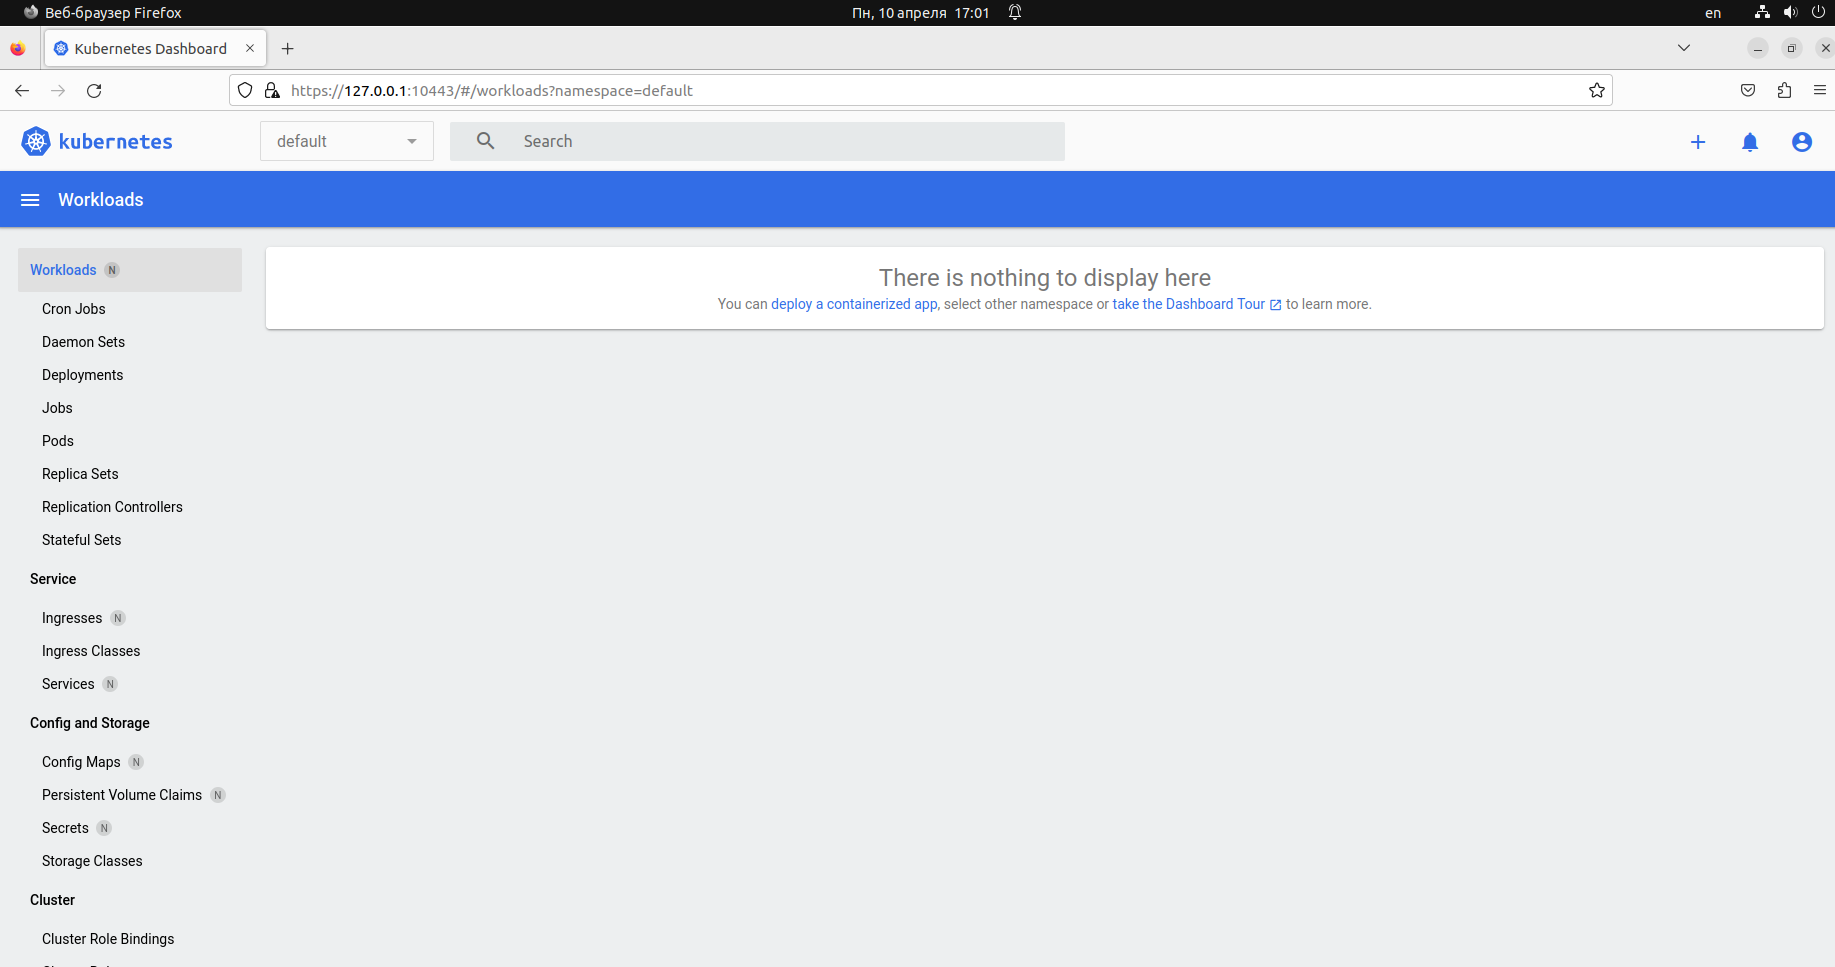 Веб-браузер Firefox
Пн, 10 апреля 17:01
en
Kubernetes Dashboard
https://127.0.0.1:10443/#/workloads?namespace=default
kubernetes
default
Search
Workloads
Workloads N
Cron Jobs
Daemon Sets
Deployments
Jobs
Pods
Replica Sets
Replication Controllers
Stateful Sets
Service
Ingresses N
Ingress Classes
Services N
Config and Storage
Config Maps N
Persistent Volume Claims N
Secrets N
Storage Classes
Cluster
Cluster Role Bindings
There is nothing to display here
You can deploy a containerized app, select other namespace or take the Dashboard Tour to learn more.